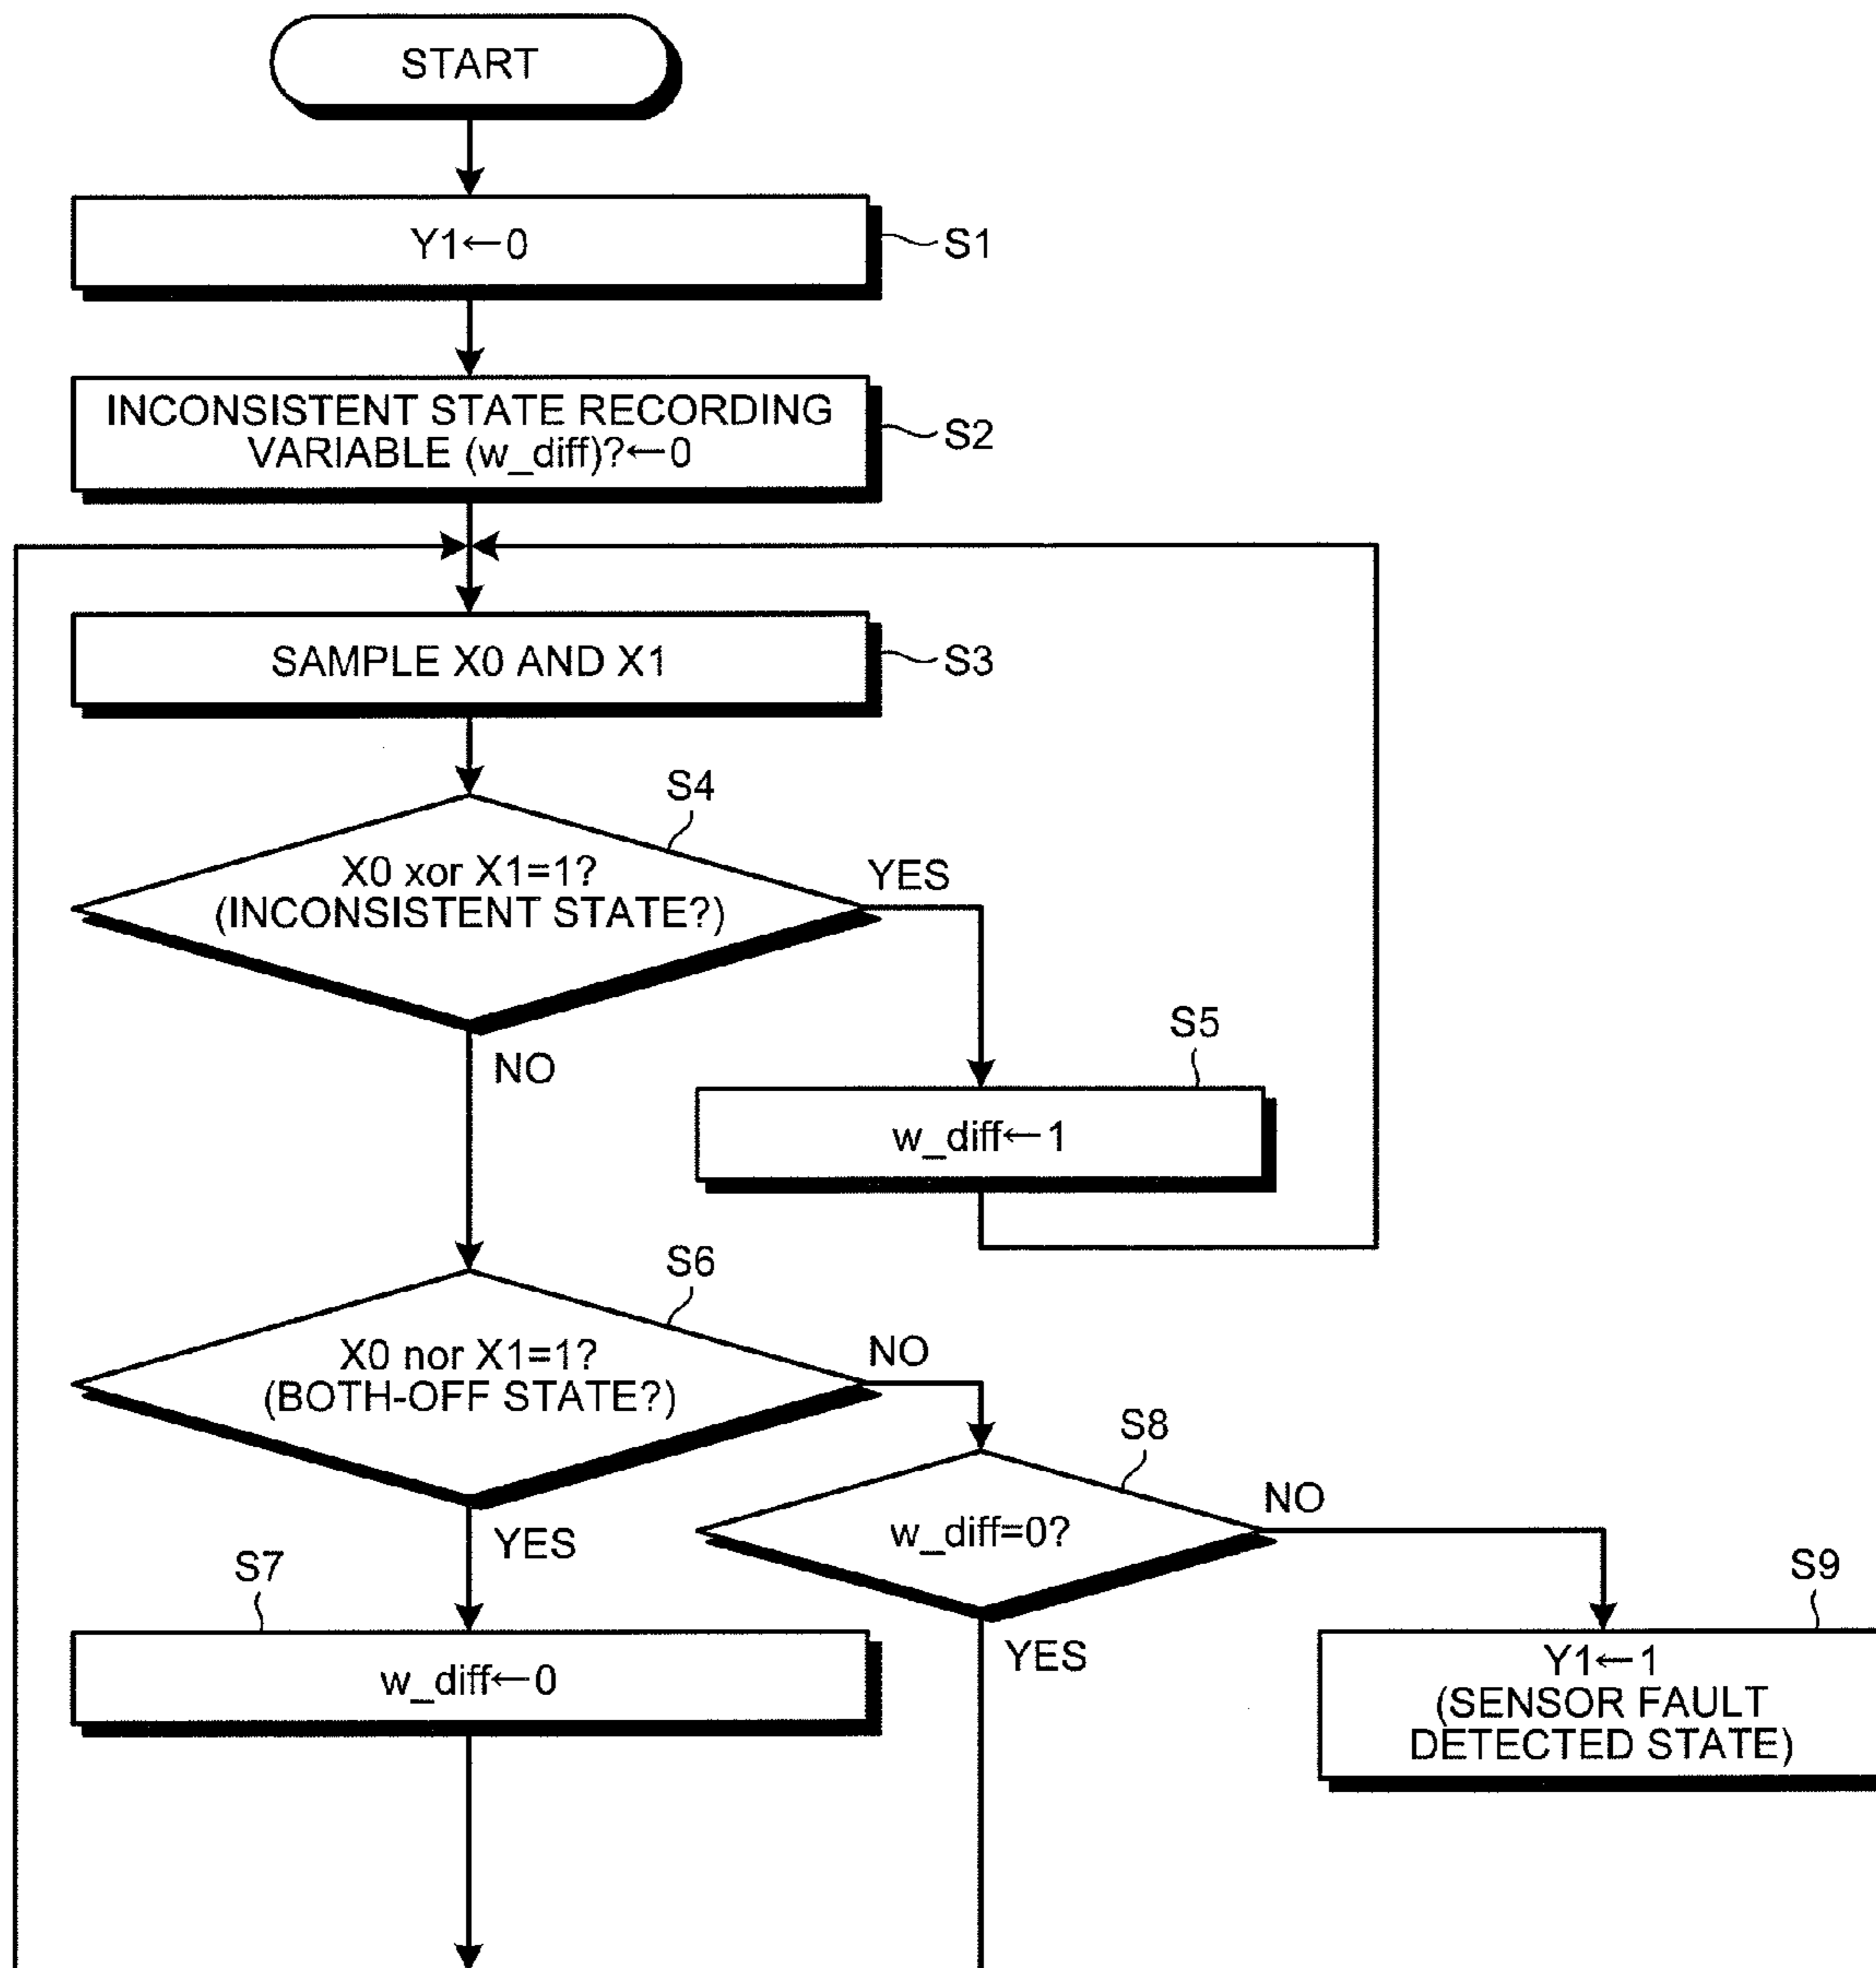 START
Y1←0
S1
INCONSISTENT STATE RECORDING
VARIABLE (w_diff)?←0
S2
SAMPLE X0 AND X1
S3
S4
X0 xor X1=1?
(INCONSISTENT STATE?)
YES
NO
S5
w_diff←1
S6
X0 nor X1=1?
(BOTH-OFF STATE?)
NO
YES
S8
w_diff=0?
NO
YES
S7
w_diff←0
S9
Y1←1
(SENSOR FAULT
DETECTED STATE)